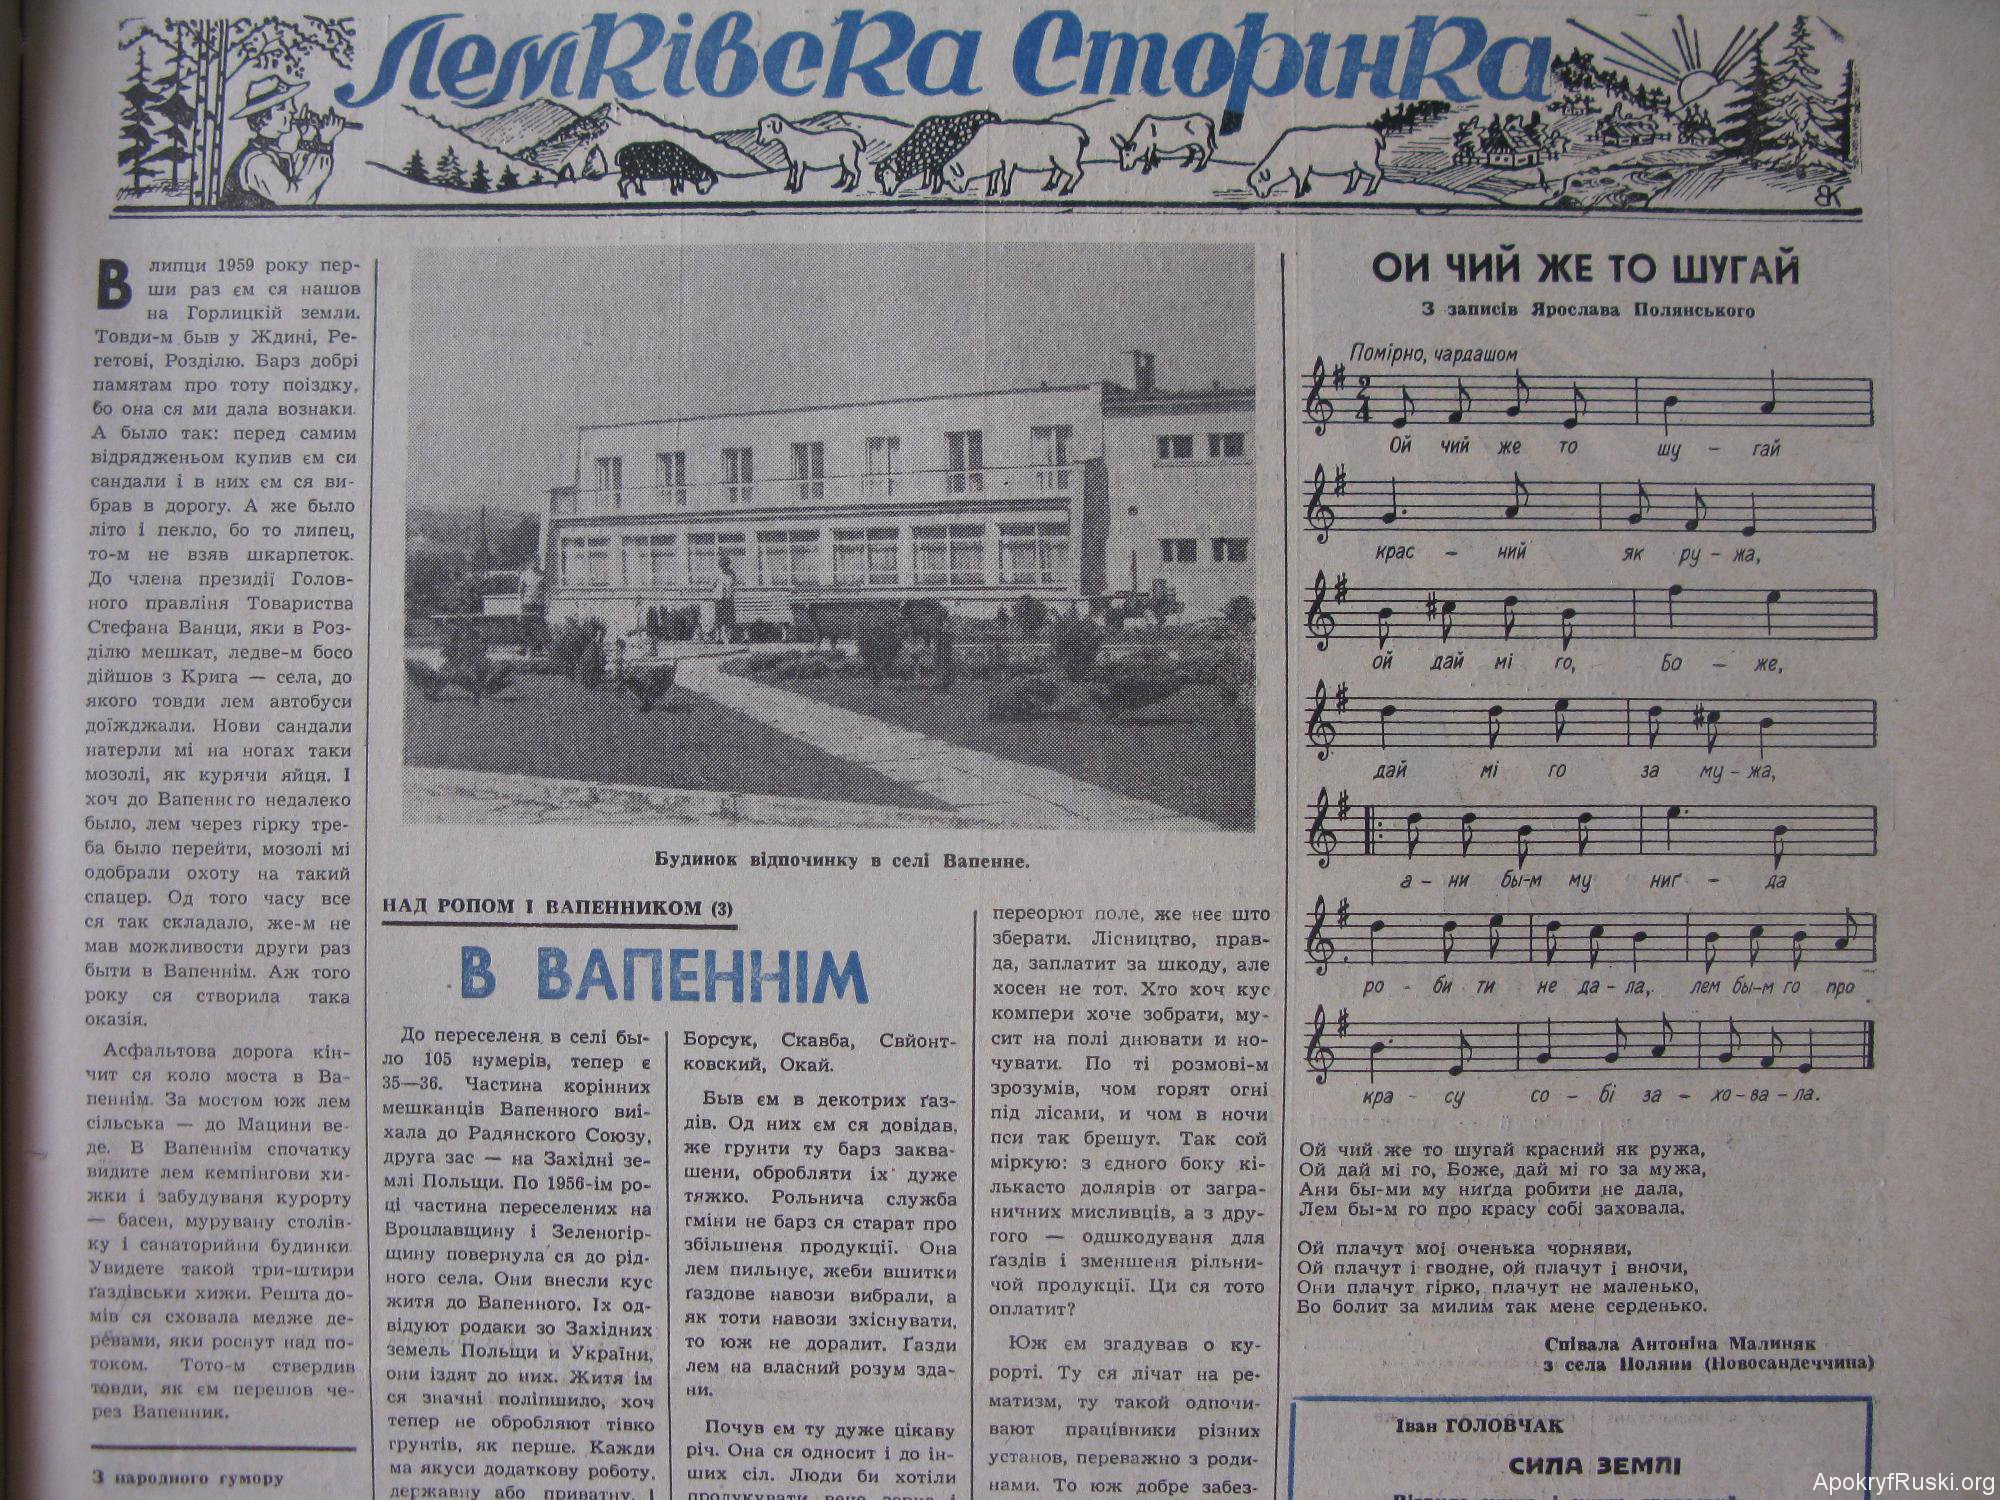 Лемківска Сторінка
В липци 1959 року пер-
ши раз єм ся нашов
на Горлицкій земли.
Товди-м быв у Ждині, Ре-
гетові, Розділю. Барз добрі
памятам про тоту поїздку,
бо она ся ми дала вознаки.
А было так: перед самим
відрядженьом купив єм си
сандали і в них єм ся ви-
брав в дорогу. А же было
літо і пекло, бо то липец,
то-м не взяв шкарпеток.
До члена президії Голов-
ного правліня Товариства
Стефана Ванци, яки в Роз-
ділю мешкат, ледве-м босо
дійшов з Крига — села, до
якого товди лем автобуси
доїжджали. Нови сандали
натерли мі на ногах таки
мозолі, як курячи яйця. І
хоч до Вапенного недалеко
было, лем через гірку тре-
ба было перейти, мозолі мі
одобрали охоту на такий
спацер. Од того часу все
ся так складало, же-м не
мав можливости други раз
быти в Вапеннім. Аж того
року ся створила така
оказія.
Асфальтова дорога кін-
чит ся коло моста в Ва-
пеннім. За мостом юж лем
сільська — до Мацини ве-
де. В Вапеннім спочатку
видите лем кемпінгови хи-
жки і забудуваня курорту
— басен, мурувану столів-
ку і санаторийни будинки.
Увидете такой три-штири
ґаздівськи хижи. Решта до-
мів ся сховала медже де-
ревами, яки роснут над по-
током. Тото-м ствердив
товди, як єм перешов че-
рез Вапенник.
З народного гумору
Будинок відпочинку в селі Вапенне.
НАД РОПОМ І ВАПЕННИКОМ (3)
В ВАПЕННІМ
До переселеня в селі бы-
ло 105 нумерів, тепер є
35—36. Частина корінних
мешканців Вапенного виї-
хала до Радянского Союзу,
друга зас — на Західні зе-
млі Польщи. По 1956-ім ро-
ці частина переселених на
Вроцлавщину і Зеленогір-
щину повернула ся до рід-
ного села. Они внесли кус
житя до Вапенного. Їх од-
відуют родаки зо Західних
земель Польщи и України,
они їздят до них. Житя їм
ся значні поліпшило, хоч
тепер не обробляют тівко
грунтів, як перше. Кажди
ма якуси додаткову роботу,
державну або приватну. І
Борсук, Скавба, Свйонт-
ковский, Окай.
Быв єм в декотрих ґаз-
дів. Од них єм ся довідав,
же грунти ту барз заква-
шени, обробляти їх дуже
тяжко. Рольнича служба
гміни не барз ся старат про
збільшеня продукції. Она
лем пильнує, жеби вшитки
ґаздове навози вибрали, а
як тоти навози зхіснувати,
то юж не дорадит. Ґазди
лем на власний розум зда-
ни.
Почув єм ту дуже цікаву
річ. Она ся односит і до ін-
ших сіл. Люди би хотіли
переорют поле, же неє што
зберати. Лісництво, прав-
да, заплатит за шкоду, але
хосен не тот. Хто хоч кус
компери хоче зобрати, му-
сит на полі днювати и но-
чувати. По ті розмові-м
зрозумів, чом горят огні
під лісами, и чом в ночи
пси так брешут. Так сой
міркую: з єдного боку кі-
лькасто долярів от загра-
ничних мисливців, а з дру-
гого — одшкодуваня для
ґаздів і зменшеня рільни-
чой продукції. Ци ся тото
оплатит?
Юж єм згадував о ку-
рорті. Ту ся лічат на ре-
матизм, ту такой одпочи-
вают працівники різних
установ, переважно з роди-
нами. То юж добре забез-
ОЙ ЧИЙ ЖЕ ТО ШУГАЙ
З записів Ярослава Полянського
Помірно, чардашом
Ой чий же то шу – гай
крас – ний як ру – жа,
ой дай мі го, Бо – же,
дай мі го за му – жа,
а – ни бы-м му ниґ – да
ро – би ти не да – ла, лем бы-м го про
кра – су со – бі за – хо – ва – ла.
Ой чий же то шугай красний як ружа,
Ой дай мі го, Боже, дай мі го за мужа,
Ани бы-ми му ниґда робити не дала,
Лем бы-м го про красу собі заховала.
Ой плачут мої оченька чорняви,
Ой плачут і гводне, ой плачут і вночи,
Они плачут гірко, плачут не маленько,
Бо болит за милим так мене серденько.
Співала Антоніна Малиняк
з села Поляни (Новосандеччина)
Іван ГОЛОВЧАК
СИЛА ЗЕМЛІ
ApokryfRuski.org